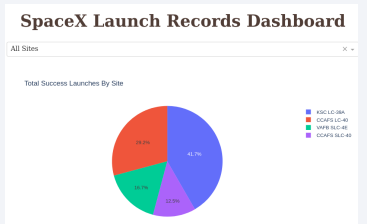 SpaceX Launch Records Dashboard
All Sites
Total Success Launches By Site
KSC LC-39A
CCAFS LC-40
VAFB SLC-4E
CCAFS SLC-40
41.7%
29.2%
16.7%
12.5%